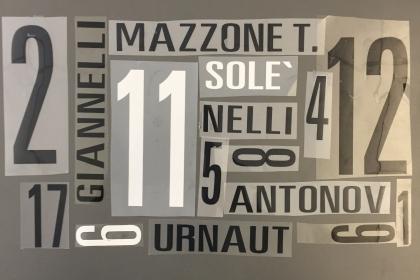 2
GIANNELLI
MAZZONE T.
11
SOLE`
4
12
NELLI
8
5
17
6
ANTONOV
URNAUT
6
1